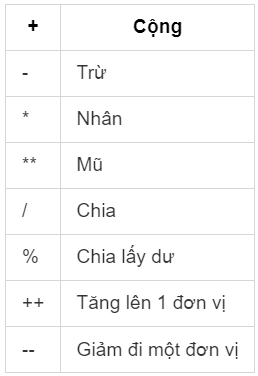 + Cộng
- Trừ
* Nhân
** Mũ
/ Chia
% Chia lấy dư
++ Tăng lên 1 đơn vị
-- Giảm đi một đơn vị